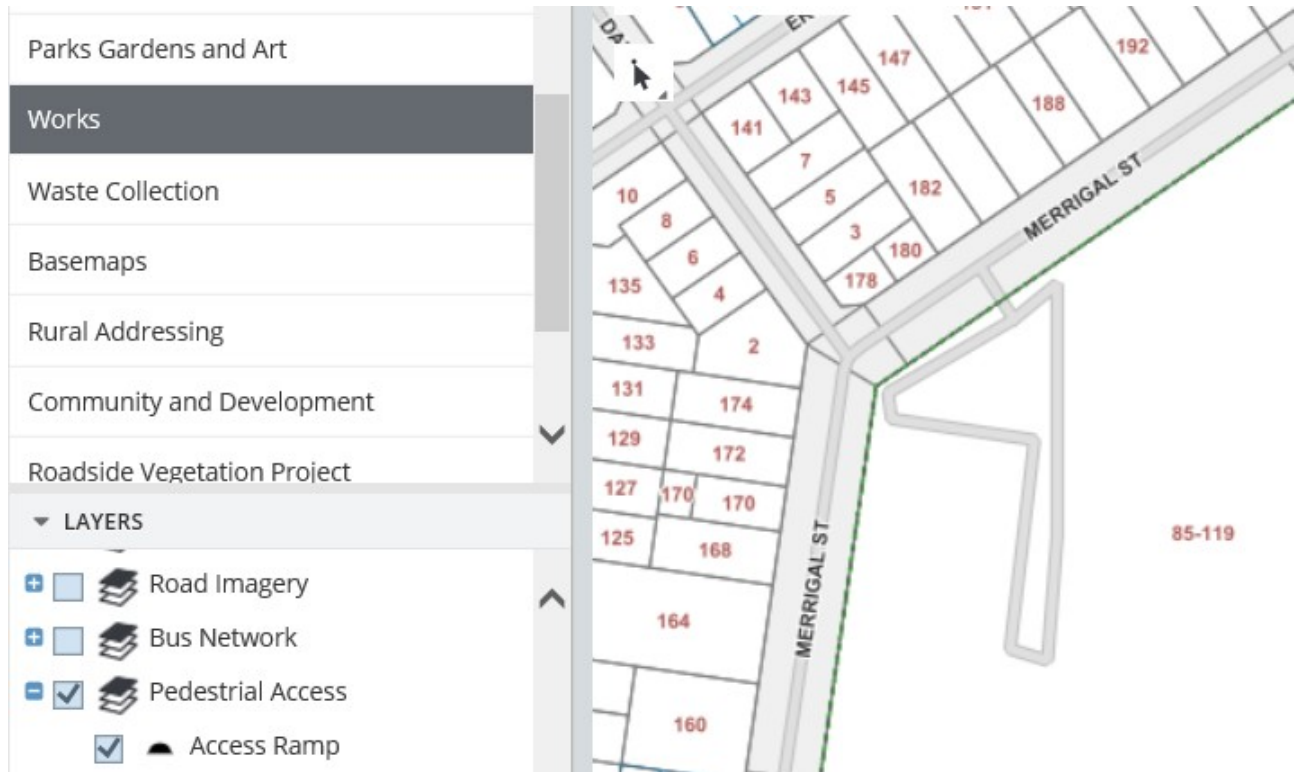 Parks Gardens and Art
Works
Waste Collection
Basemaps
Rural Addressing
Community and Development
Roadside Vegetation Project
LAYERS
Road Imagery
Bus Network
Pedestrial Access
Access Ramp
192
147
143
145
188
141
7
10
5
182
8
3
6
180
135
178
4
MERRIGAL ST
133
2
131
174
129
172
127
170
170
125
168
85-119
MERRIGAL ST
164
160